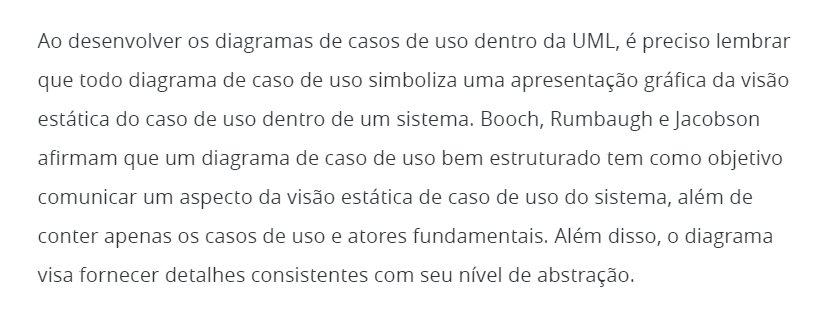 Ao desenvolver os diagramas de casos de uso dentro da UML, é preciso lembrar
que todo diagrama de caso de uso simboliza uma apresentação gráfica da visão
estática do caso de uso dentro de um sistema. Booch, Rumbaugh e Jacobson
afirmam que um diagrama de caso de uso bem estruturado tem como objetivo
comunicar um aspecto da visão estática de caso de uso do sistema, além de
conter apenas os casos de uso e atores fundamentais. Além disso, o diagrama
visa fornecer detalhes consistentes com seu nível de abstração.